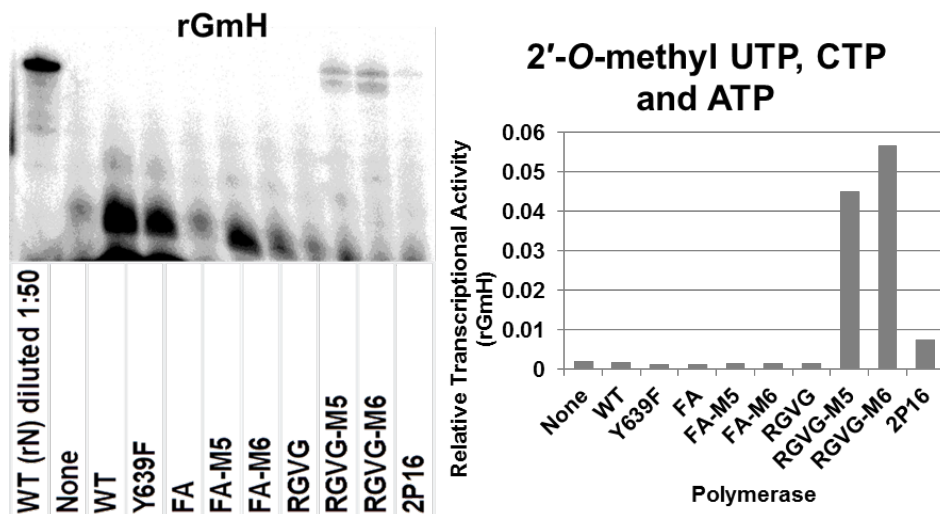 rGmH
WT (rN) diluted 1:50
None
WT
Y639F
FA
FA-M5
FA-M6
RGVG
RGVG-M5
RGVG-M6
2P16
2′-O-methyl UTP, CTP
and ATP
Relative Transcriptional Activity
(rGmH)
0.06
0.05
0.04
0.03
0.02
0.01
0
None
WT
Y639F
FA
FA-M5
FA-M6
RGVG
RGVG-M5
RGVG-M6
2P16
Polymerase